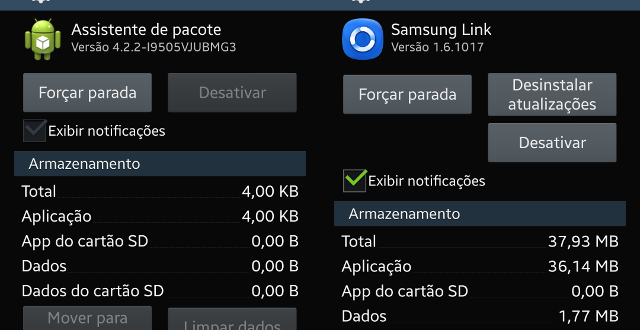 Assistente de pacote
Versão 4.2.2-I9505VJUBMG3
Forçar parada
Desativar
Exibir notificações
Armazenamento
Total 4,00 KB
Aplicação 4,00 KB
App do cartão SD 0,00 B
Dados 0,00 B
Dados do cartão SD 0,00 B
Mover para
Limpar dados
Samsung Link
Versão 1.6.1017
Forçar parada
Desinstalar
atualizações
Desativar
Exibir notificações
Armazenamento
Total 37,93 MB
Aplicação 36,14 MB
App do cartão SD 0,00 B
Dados 1,77 MB